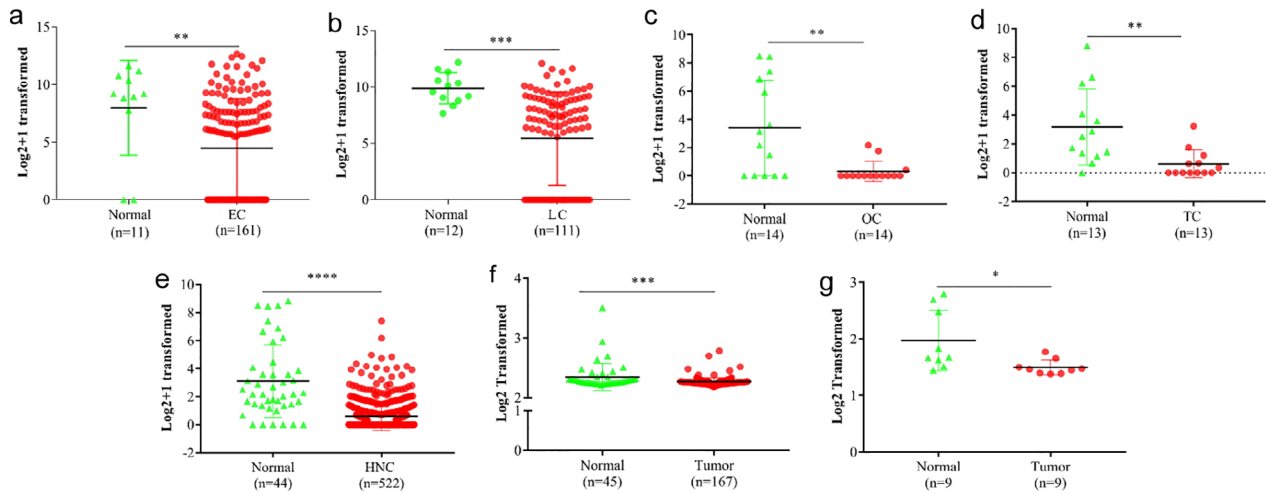 a
Log2+1 transformed
15
10
5
0
**
Normal
(n=11)
EC
(n=161)
b
Log2+1 transformed
15
10
5
0
***
Normal
(n=12)
LC
(n=111)
c
Log2+1 transformed
10
8
6
4
2
0
-2
**
Normal
(n=14)
OC
(n=14)
d
Log2+1 transformed
10
8
6
4
2
0
-2
**
Normal
(n=13)
TC
(n=13)
e
Log2+1 transformed
10
8
6
4
2
0
-2
****
Normal
(n=44)
HNC
(n=522)
f
Log2 Transformed
4
3
2
1
0
***
Normal
(n=45)
Tumor
(n=167)
g
Log2 Transformed
3
2
1
0
*
Normal
(n=9
Tumor
(n=9)